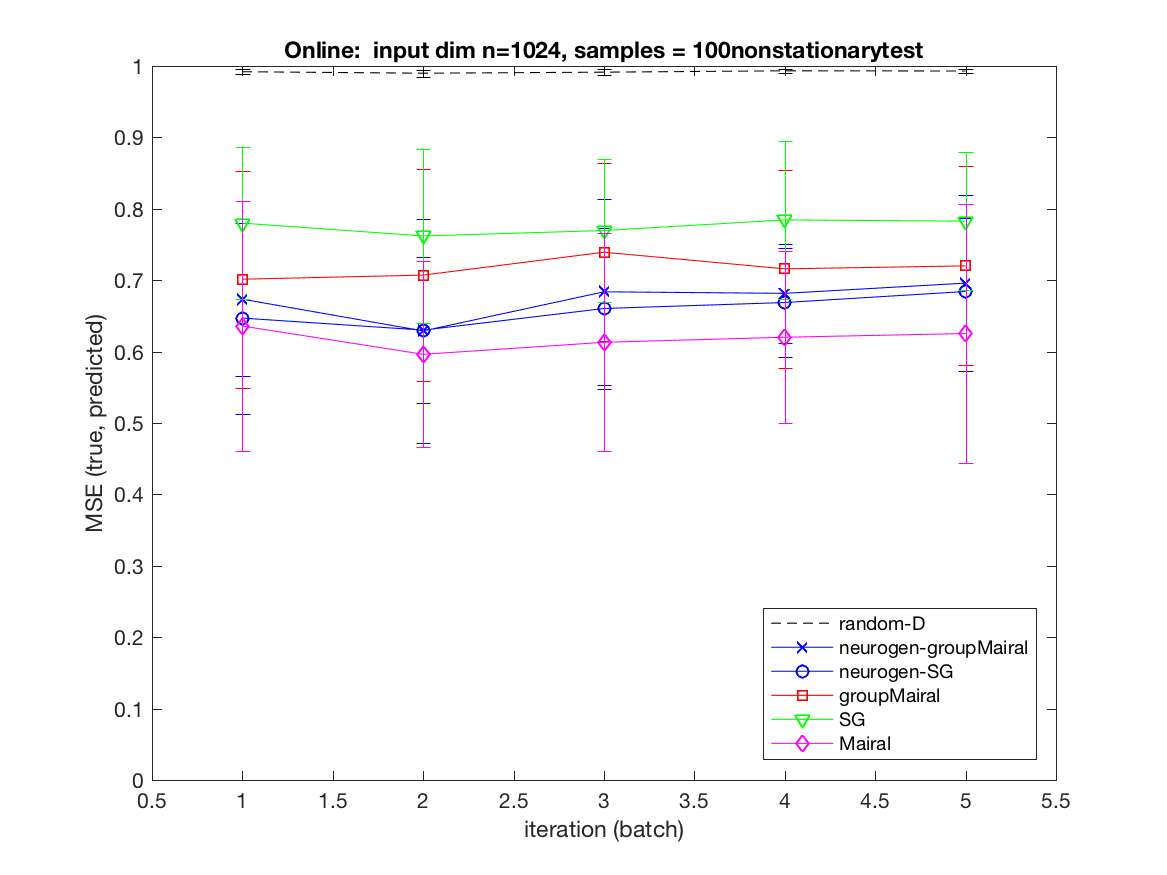 Online:  input dim n=1024, samples = 100nonstationarytest
1
0.9
0.8
0.7
0.6
0.5
0.4
0.3
0.2
0.1
0
MSE (true, predicted)
random-D
neurogen-groupMairal
neurogen-SG
groupMairal
SG
Mairal
0.5 1 1.5 2 2.5 3 3.5 4 4.5 5 5.5
iteration (batch)